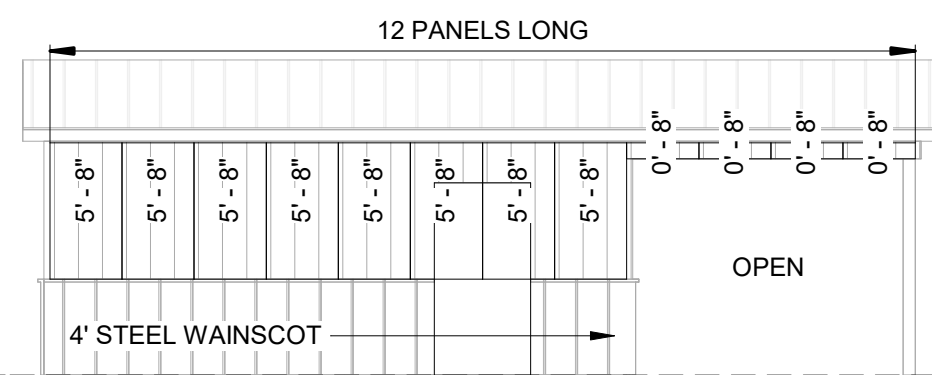 12 PANELS LONG
0' - 8" 0' - 8" 0' - 8" 0' - 8"
5' - 8" 5' - 8" 5' - 8" 5' - 8" 5' - 8" 5' - 8" 5' - 8" 5' - 8"
OPEN
4' STEEL WAINSCOT